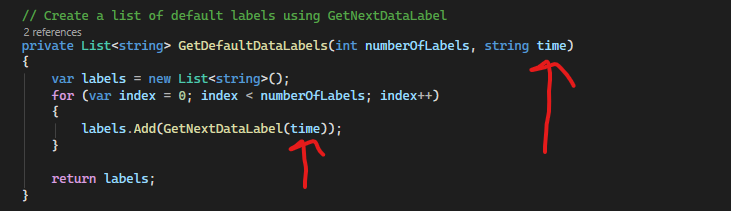 // Create a list of default labels using GetNextDataLabel
2 references
private List<string> GetDefaultDataLabels(int numberOfLabels, string time)
{
    var labels = new List<string>();
    for (var index = 0; index < numberOfLabels; index++)
    {
        labels.Add(GetNextDataLabel(time));
    }

    return labels;
}